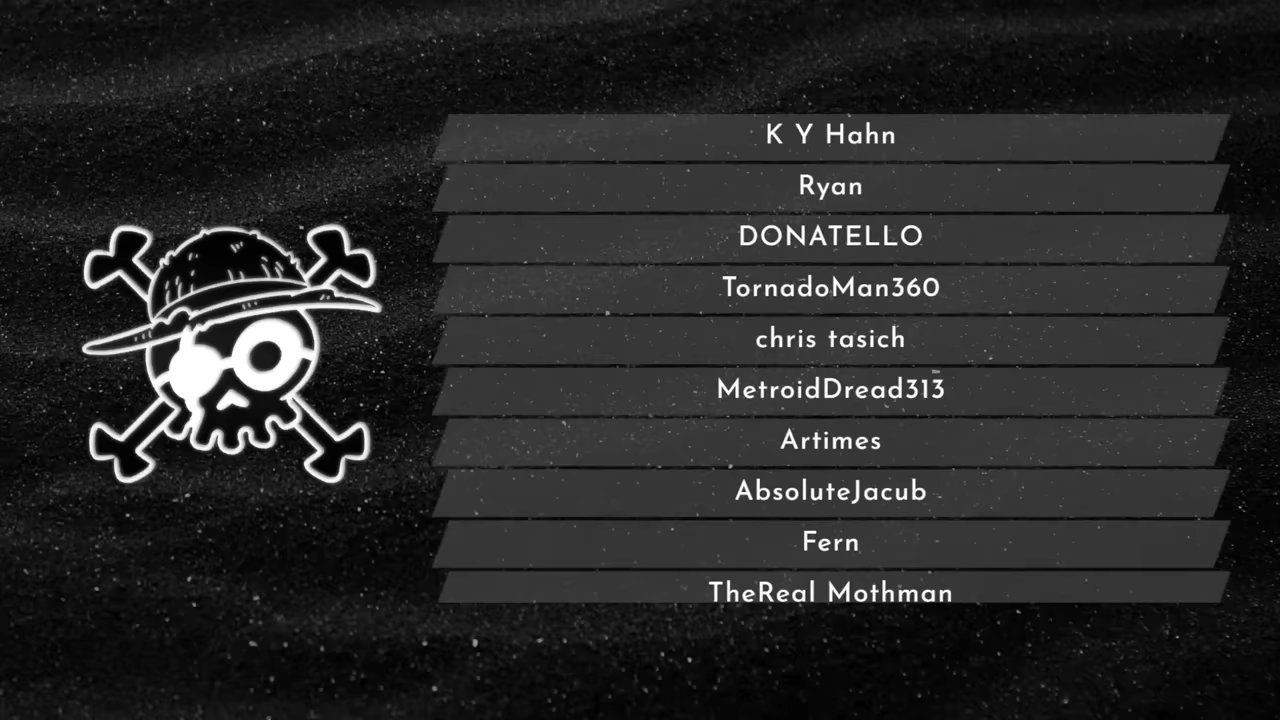 K Y Hahn
Ryan
DONATELLO
TornadoMan360
chris tasich
MetroidDread313
Artimes
AbsoluteJacub
Fern
TheReal Mothman